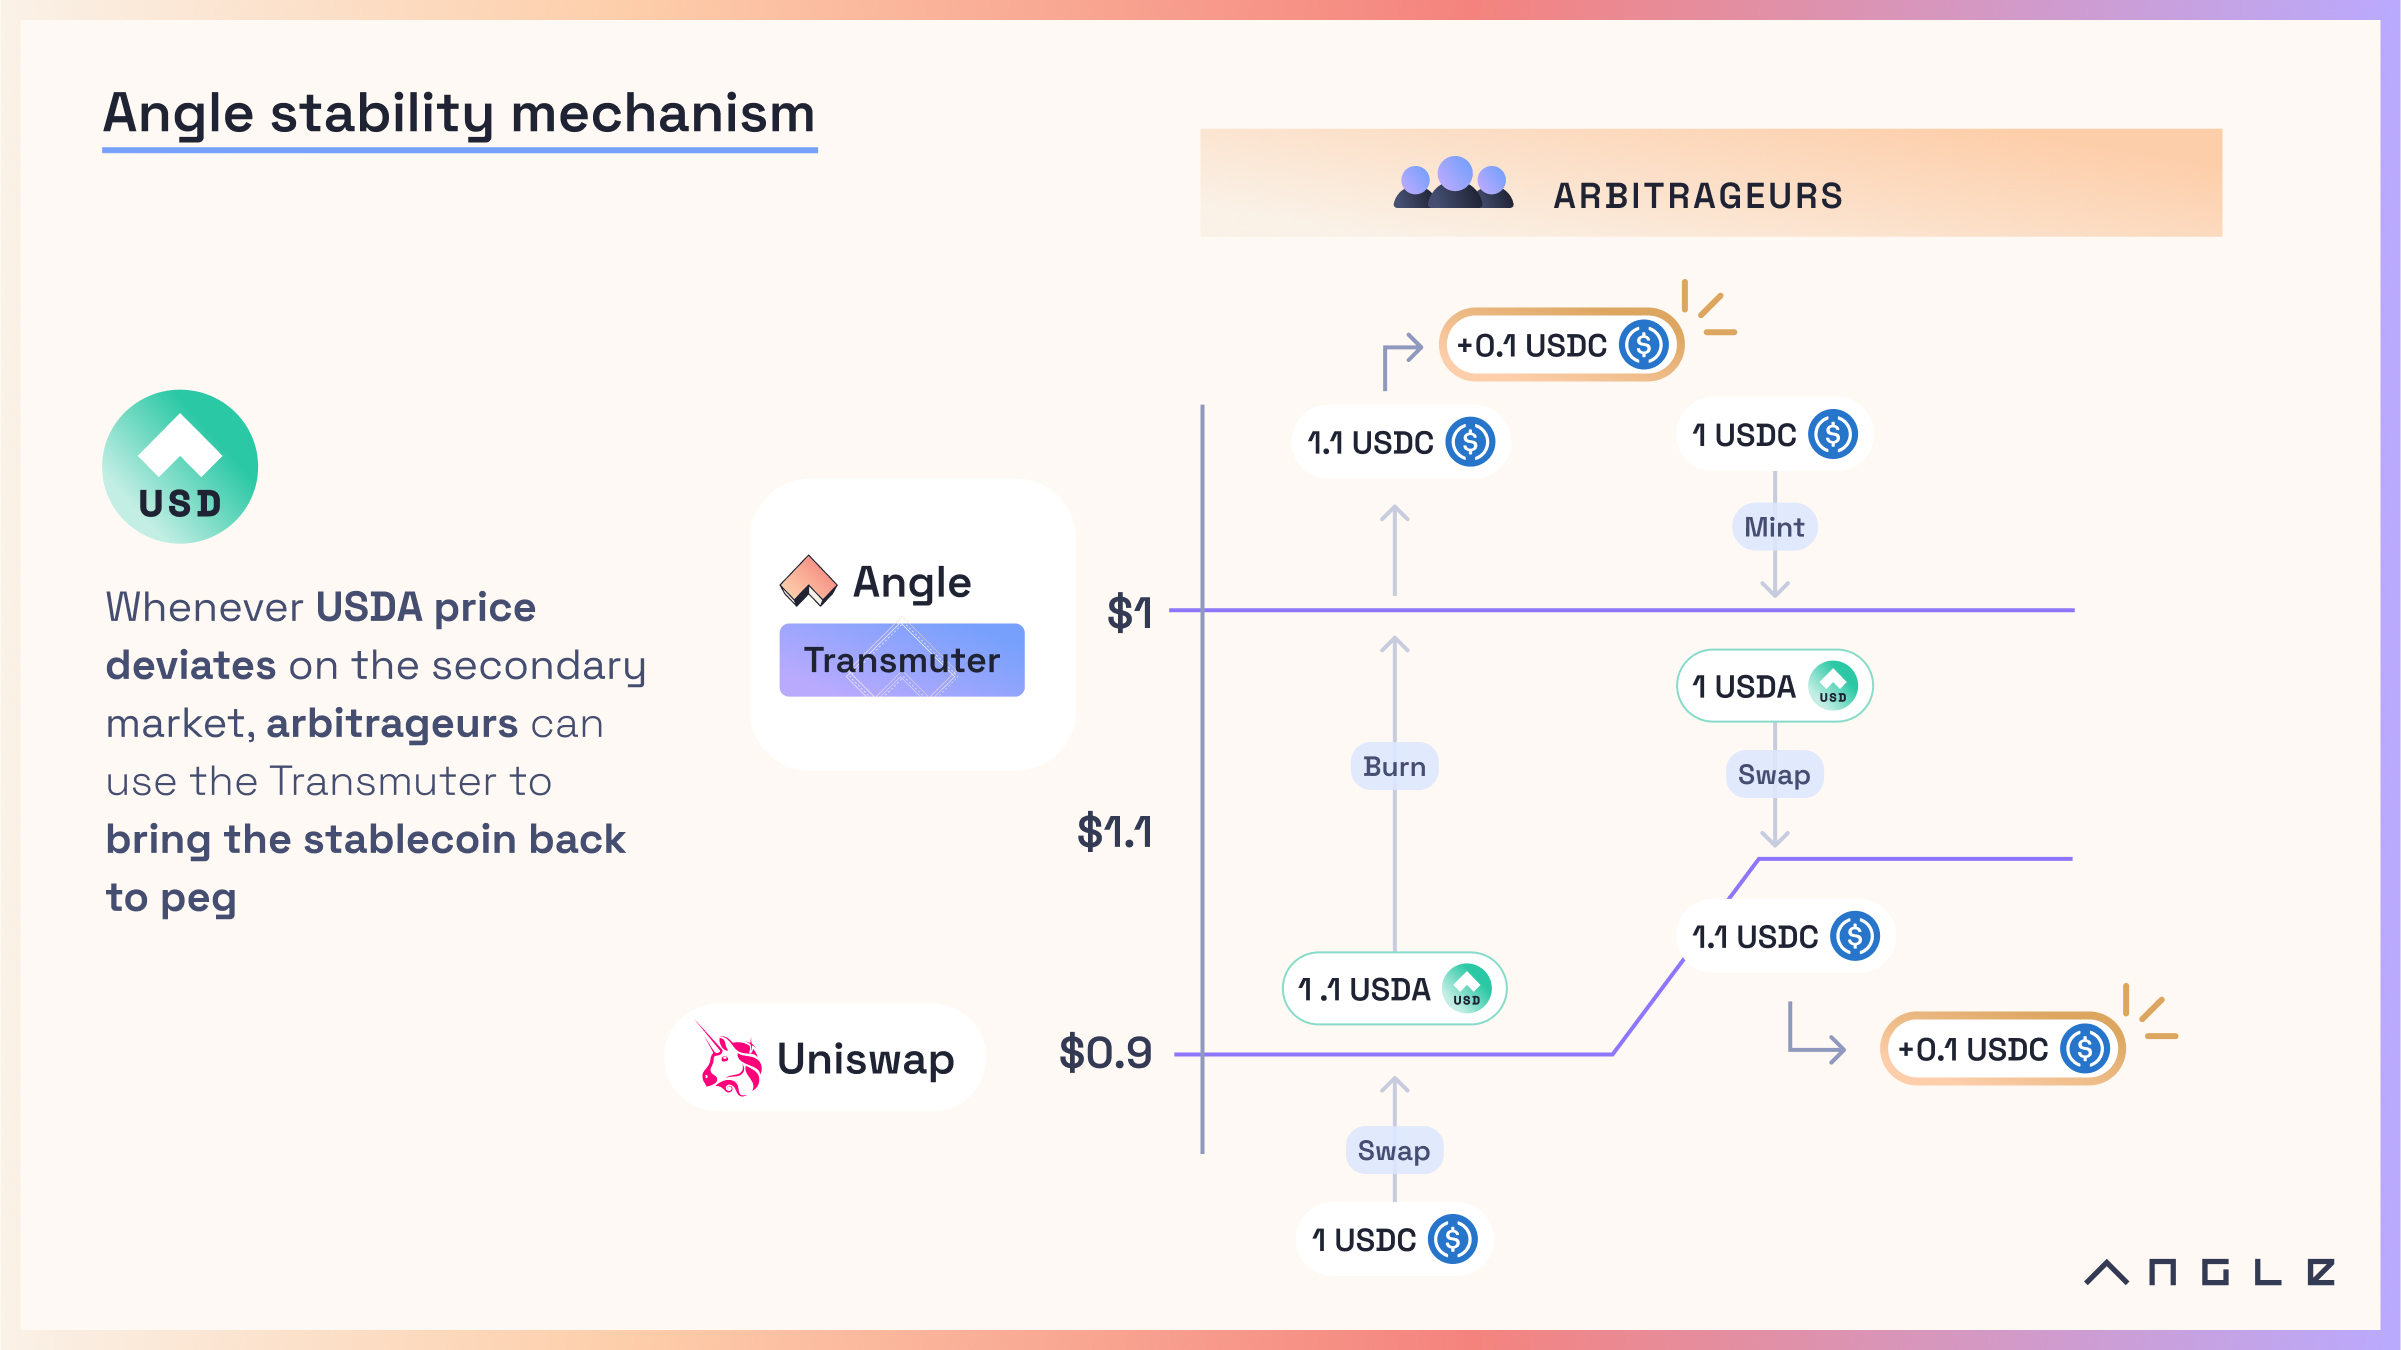 Angle stability mechanism
ARBITRAGEURS
USD
Whenever USDA price
deviates on the secondary
market, arbitrageurs can
use the Transmuter to
bring the stablecoin back
to peg
Angle
Transmuter
Uniswap
$1
$1.1
$0.9
+0.1 USDC
1.1 USDC
Burn
1.1 USDA
USD
Swap
1 USDC
1 USDC
Mint
1 USDA
USD
Swap
1.1 USDC
+0.1 USDC
ANGLE